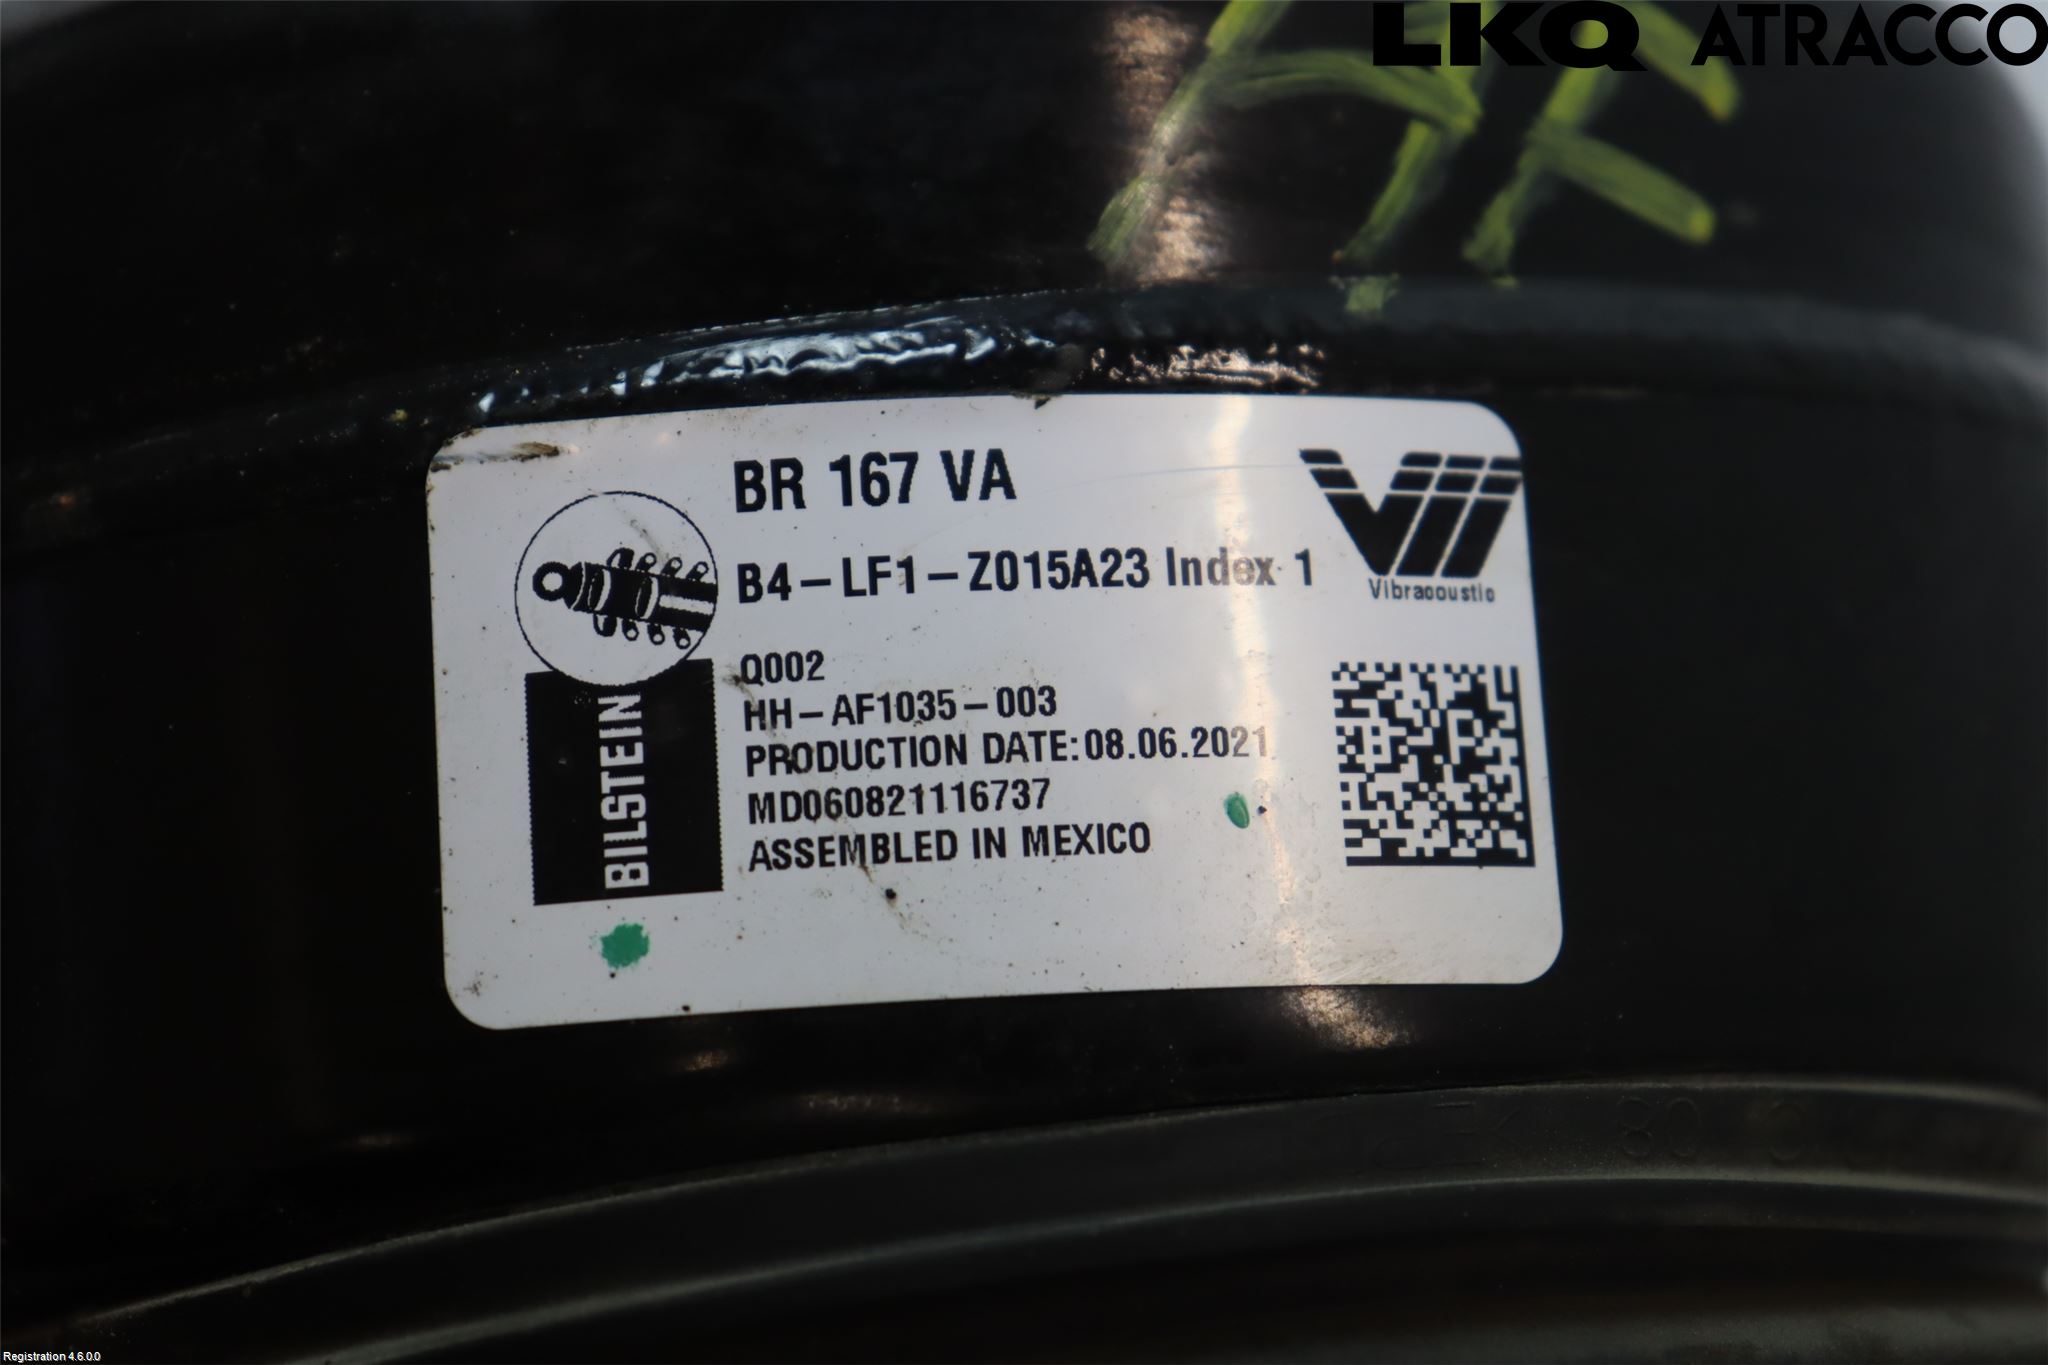 LKQ ATRACCO
BR 167 VA
B4-LF1-Z015A23 Index 1
Vibracoustic
Q002
HH-AF1035-003
PRODUCTION DATE:08.06.2021
MD060821116737
ASSEMBLED IN MEXICO
BILSTEIN
Registration 4.6.0.0